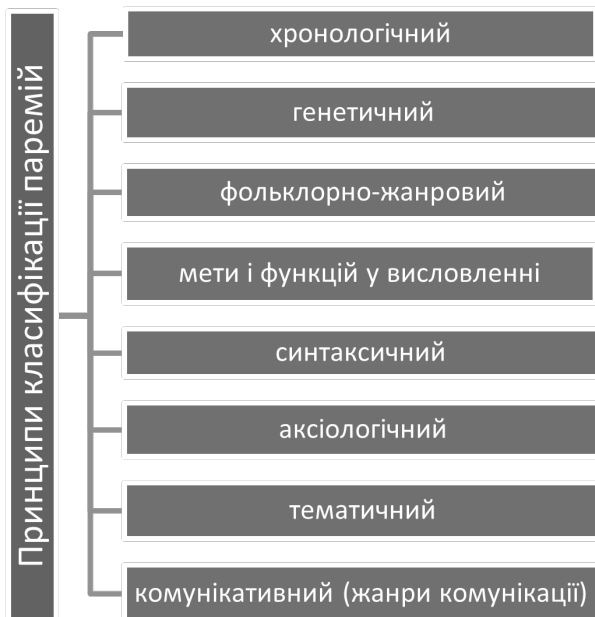 Принципи класифікації паремій
хронологічний
генетичний
фольклорно-жанровий
мети і функцій у висловленні
синтаксичний
аксіологічний
тематичний
комунікативний (жанри комунікації)